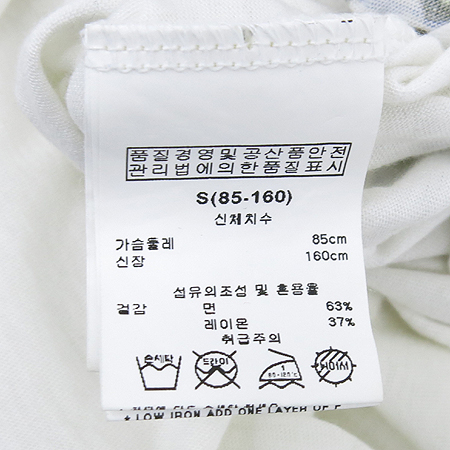 품질경영및공산품안전
관리법에의한품질표시
S(85-160)
신체치수
가슴둘레 85cm
신장 160cm
섬유의조성 및 혼용율
겉감 면 63%
레이온 37%
취급주의
손세탁 드라이 1 80-120℃
* LOW IRON ADD ONE LAYER OF